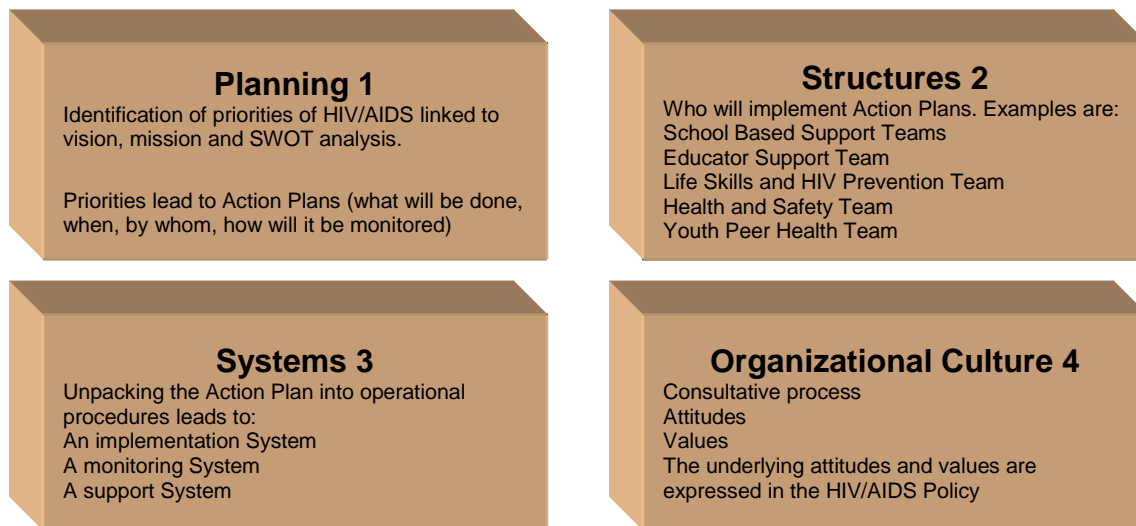 Planning 1
Identification of priorities of HIV/AIDS linked to
vision, mission and SWOT analysis.
Priorities lead to Action Plans (what will be done,
when, by whom, how will it be monitored)
Structures 2
Who will implement Action Plans. Examples are:
School Based Support Teams
Educator Support Team
Life Skills and HIV Prevention Team
Health and Safety Team
Youth Peer Health Team
Systems 3
Unpacking the Action Plan into operational
procedures leads to:
An implementation System
A monitoring System
A support System
Organizational Culture 4
Consultative process
Attitudes
Values
The underlying attitudes and values are
expressed in the HIV/AIDS Policy